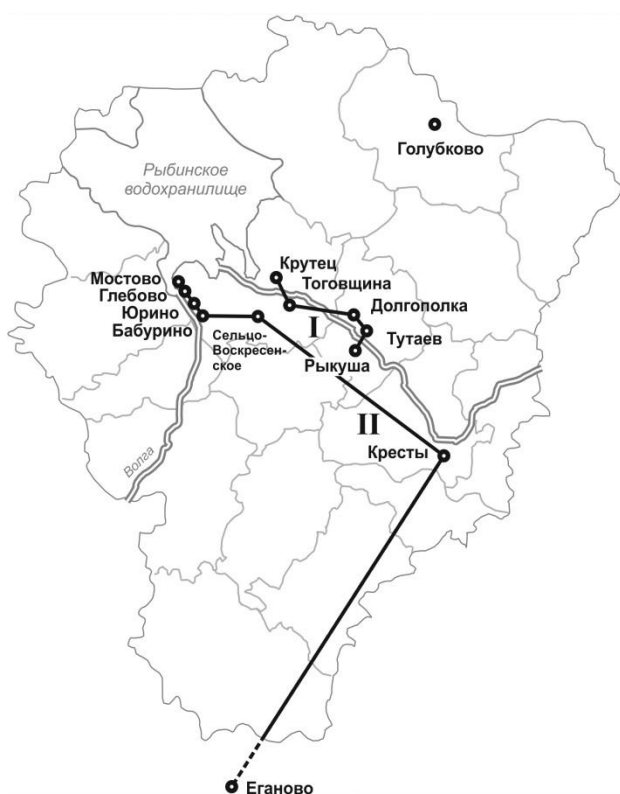 Голубково
Рыбинское
водохранилище
Крутец
Мостово
Тоговщина
Глебово
Долгополка
Юрино
I
Бабурино
Сельцо-
Воскресен-
ское
Тутаев
Рыкуша
II
Волга
Кресты
Еганово